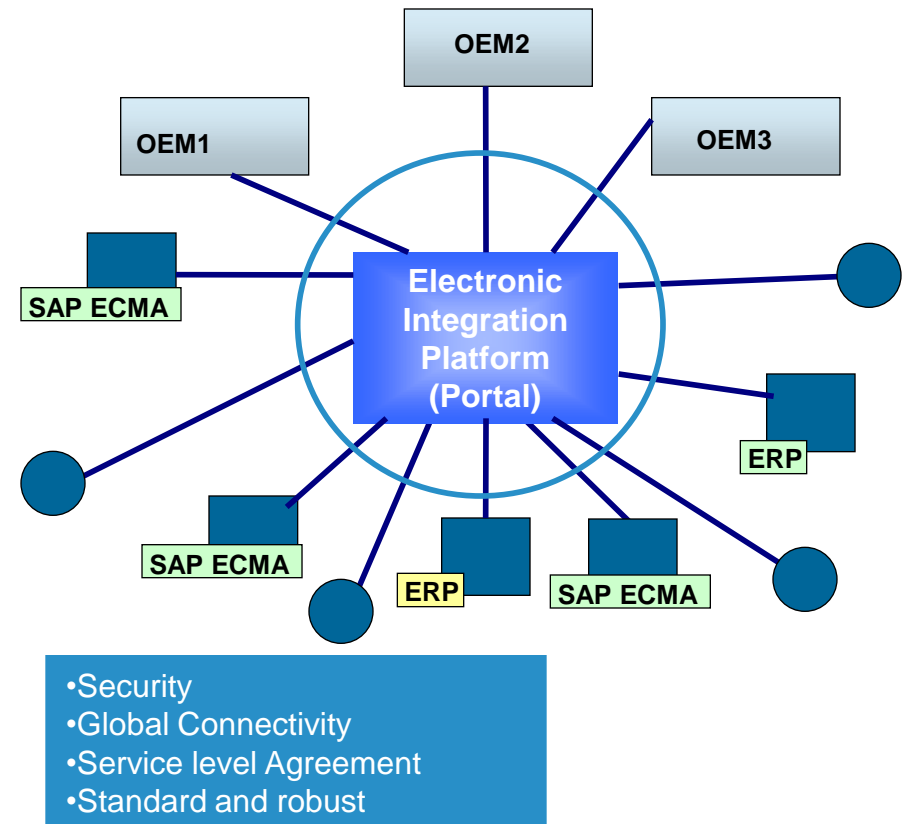 OEM2
OEM1
OEM3
Electronic
Integration
Platform
(Portal)
SAP ECMA
ERP
SAP ECMA
ERP
SAP ECMA
•Security
•Global Connectivity
•Service level Agreement
•Standard and robust